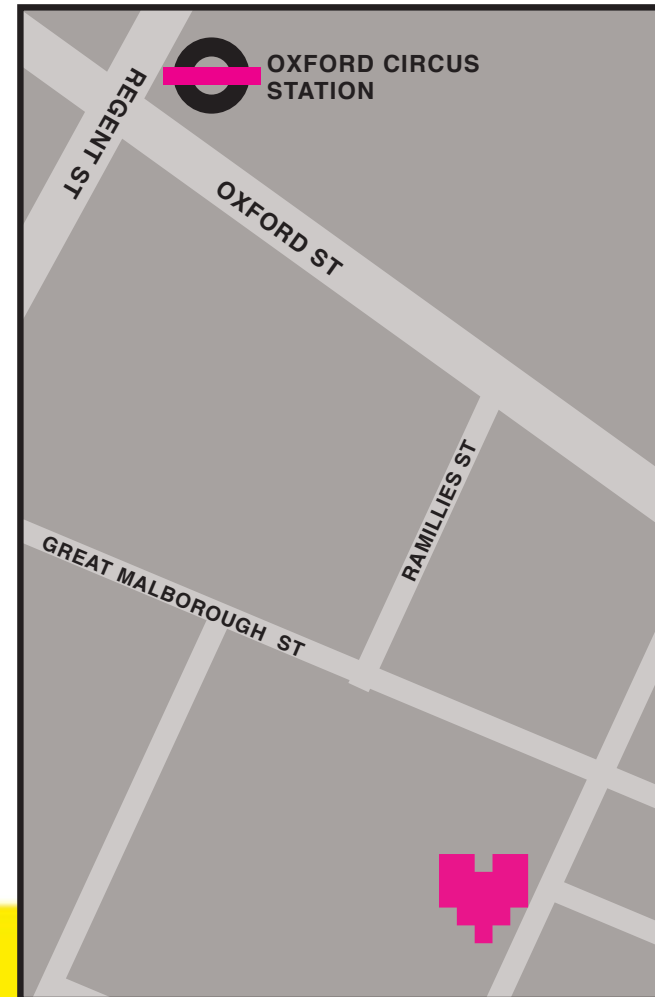 OXFORD CIRCUS
STATION
REGENT ST
OXFORD ST
RAMILLIES ST
GREAT MALBOROUGH ST